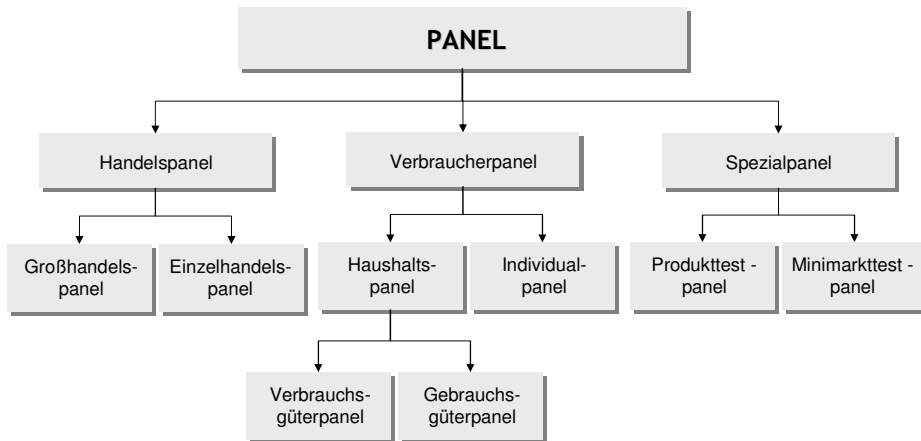 PANEL
Handelspanel
Verbraucherpanel
Spezialpanel
Großhandels-
panel
Einzelhandels-
panel
Haushalts-
panel
Individual-
panel
Produkttest -
panel
Minimarkttest -
panel
Verbrauchs-
güterpanel
Gebrauchs-
güterpanel